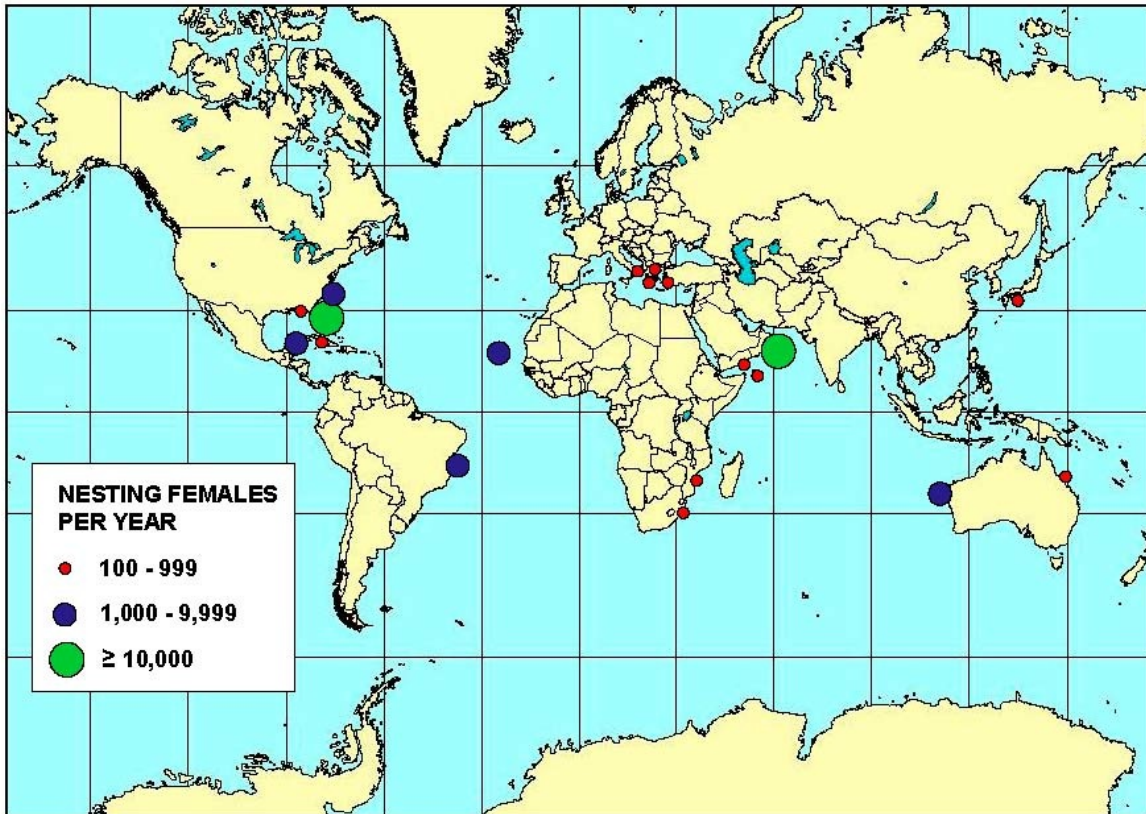 NESTING FEMALES
PER YEAR
100 - 999
1,000 - 9,999
≥ 10,000